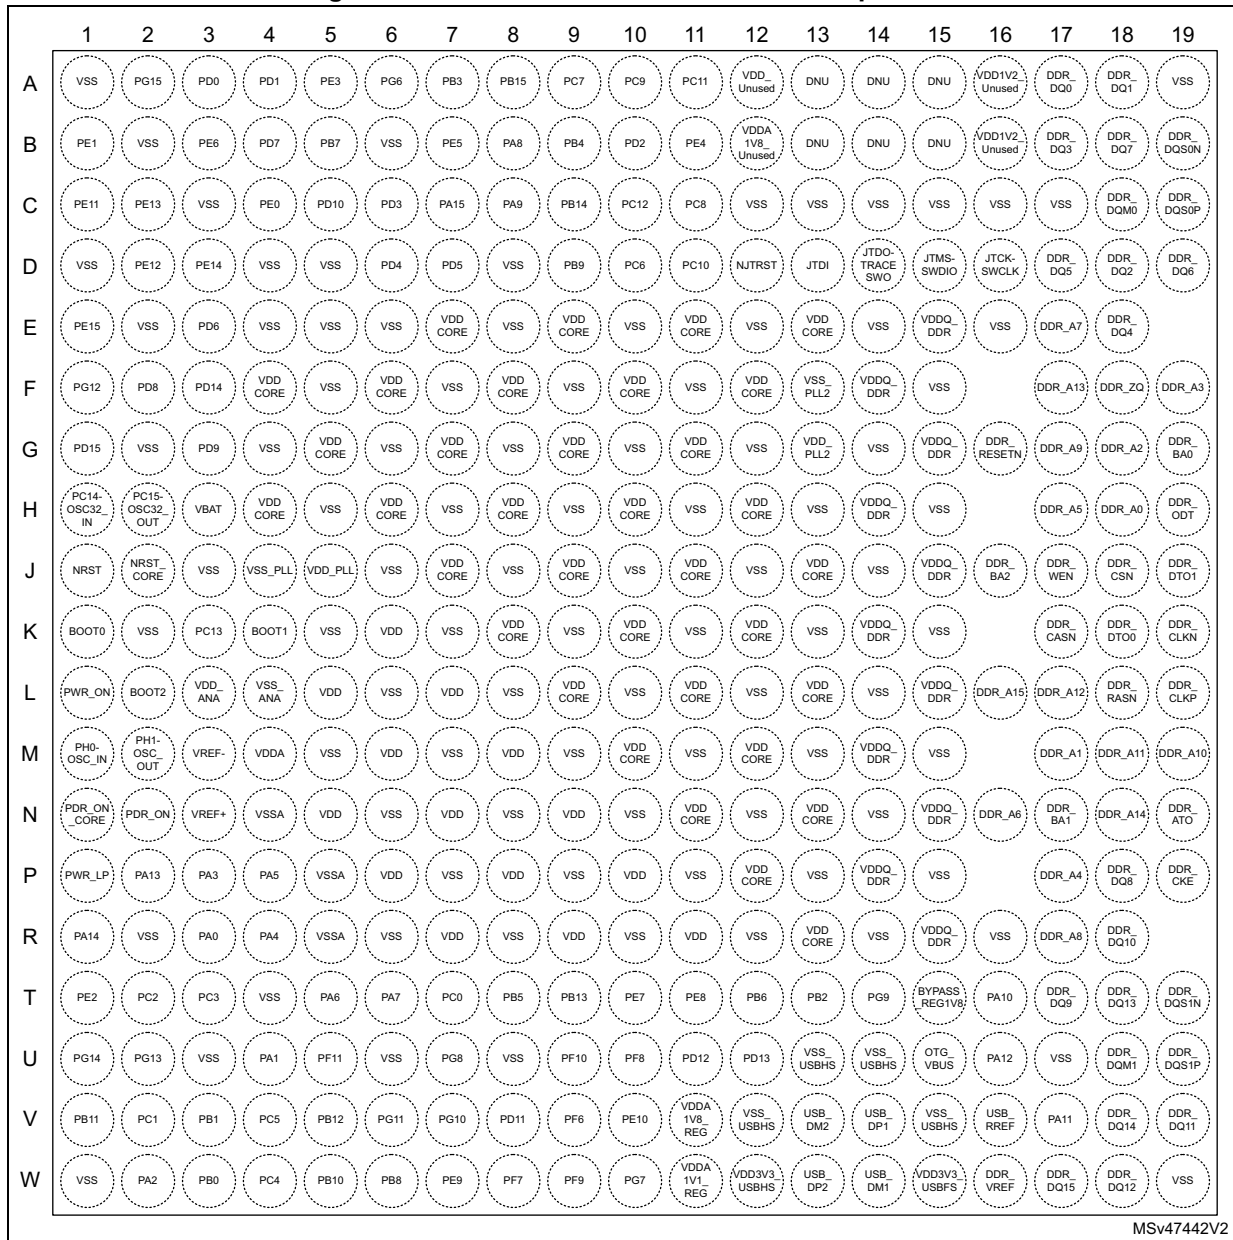 1 2 3 4 5 6 7 8 9 10 11 12 13 14 15 16 17 18 19
A VSS PG15 PD0 PD1 PE3 PG6 PB3 PB15 PC7 PC9 PC11 VDD_ Unused DNU DNU DNU VDD1V2_ Unused DDR_ DQ0 DDR_ DQ1 VSS
B PE1 VSS PE6 PD7 PB7 VSS PE5 PA8 PB4 PD2 PE4 VDDA 1V8_ Unused DNU DNU DNU VDD1V2_ Unused DDR_ DQ3 DDR_ DQ7 DDR_ DQS0N
C PE11 PE13 VSS PE0 PD10 PD3 PA15 PA9 PB14 PC12 PC8 VSS VSS VSS VSS VSS VSS DDR_ DQM0 DDR_ DQS0P
D VSS PE12 PE14 VSS VSS PD4 PD5 VSS PB9 PC6 PC10 NJTRST JTDI JTDO- TRACE SWO JTMS- SWDIO JTCK- SWCLK DDR_ DQ5 DDR_ DQ2 DDR_ DQ6
E PE15 VSS PD6 VSS VSS VSS VDD CORE VSS VDD CORE VSS VDD CORE VSS VDD CORE VSS VDDQ_ DDR VSS DDR_A7 DDR_ DQ4
F PG12 PD8 PD14 VDD CORE VSS VDD CORE VSS VDD CORE VSS VDD CORE VSS VDD CORE VSS_ PLL2 VDDQ_ DDR VSS DDR_A13 DDR_ZQ DDR_A3
G PD15 VSS PD9 VSS VDD CORE VSS VDD CORE VSS VDD CORE VSS VDD CORE VSS VDD_ PLL2 VSS VDDQ_ DDR DDR_ RESETN DDR_A9 DDR_A2 DDR_ BA0
H PC14- OSC32_ IN PC15- OSC32_ OUT VBAT VDD CORE VSS VDD CORE VSS VDD CORE VSS VDD CORE VSS VDD CORE VSS VDDQ_ DDR VSS DDR_A5 DDR_A0 DDR_ ODT
J NRST NRST_ CORE VSS VSS_PLL VDD_PLL VSS VDD CORE VSS VDD CORE VSS VDD CORE VSS VDD CORE VSS VDDQ_ DDR DDR_ BA2 DDR_ WEN DDR_ CSN DDR_ DTO1
K BOOT0 VSS PC13 BOOT1 VSS VDD VSS VDD CORE VSS VDD CORE VSS VDD CORE VSS VDDQ_ DDR VSS DDR_ CASN DDR_ DTO0 DDR_ CLKN
L PWR_ON BOOT2 VDD_ ANA VSS_ ANA VDD VSS VDD VSS VDD CORE VSS VDD CORE VSS VDD CORE VSS VDDQ_ DDR DDR_A15 DDR_A12 DDR_ RASN DDR_ CLKP
M PH0- OSC_IN PH1- OSC_ OUT VREF- VDDA VSS VDD VSS VDD VSS VDD CORE VSS VDD CORE VSS VDDQ_ DDR VSS DDR_A1 DDR_A11 DDR_A10
N PDR_ON _CORE PDR_ON VREF+ VSSA VDD VSS VDD VSS VDD VSS VDD CORE VSS VDD CORE VSS VDDQ_ DDR DDR_A6 DDR_ BA1 DDR_A14 DDR_ ATO
P PWR_LP PA13 PA3 PA5 VSSA VDD VSS VDD VSS VDD VSS VDD CORE VSS VDDQ_ DDR VSS DDR_A4 DDR_ DQ8 DDR_ CKE
R PA14 VSS PA0 PA4 VSSA VSS VDD VSS VDD VSS VDD VSS VDD CORE VSS VDDQ_ DDR VSS DDR_A8 DDR_ DQ10
T PE2 PC2 PC3 VSS PA6 PA7 PC0 PB5 PB13 PE7 PE8 PB6 PB2 PG9 BYPASS _REG1V8 PA10 DDR_ DQ9 DDR_ DQ13 DDR_ DQS1N
U PG14 PG13 VSS PA1 PF11 VSS PG8 VSS PF10 PF8 PD12 PD13 VSS_ USBHS VSS_ USBHS OTG_ VBUS PA12 VSS DDR_ DQM1 DDR_ DQS1P
V PB11 PC1 PB1 PC5 PB12 PG11 PG10 PD11 PF6 PE10 VDDA 1V8_ REG VSS_ USBHS USB_ DM2 USB_ DP1 VSS_ USBHS USB_ RREF PA11 DDR_ DQ14 DDR_ DQ11
W VSS PA2 PB0 PC4 PB10 PB8 PE9 PF7 PF9 PG7 VDDA 1V1_ REG VDD3V3_ USBHS USB_ DP2 USB_ DM1 VDD3V3_ USBFS DDR_ VREF DDR_ DQ15 DDR_ DQ12 VSS
MSv47442V2